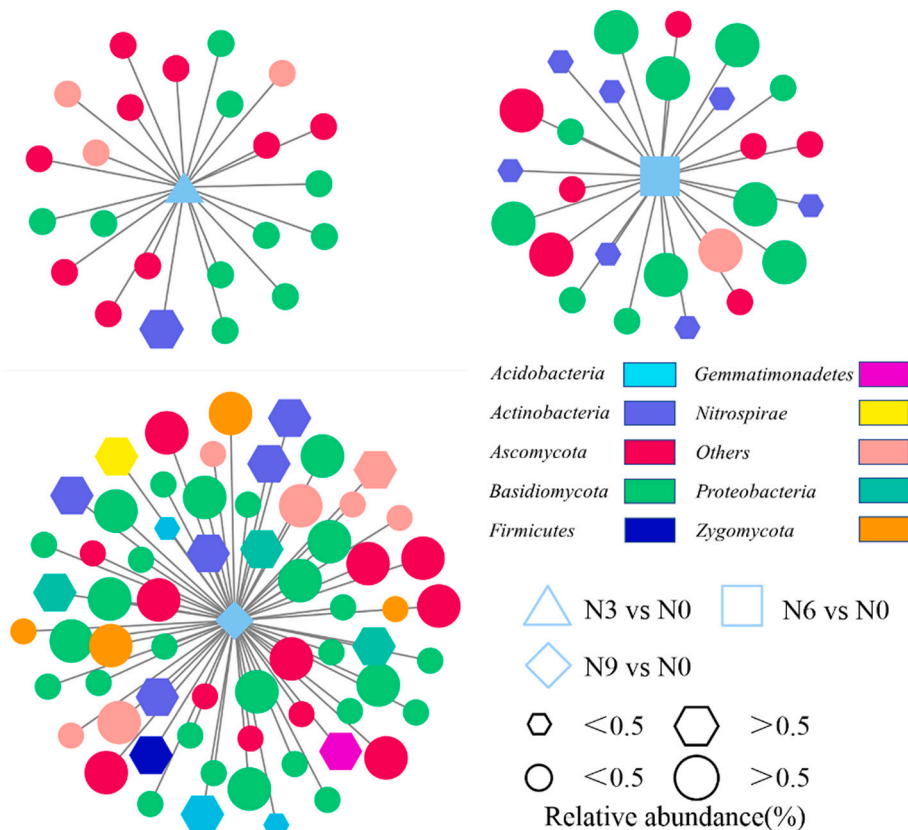 Acidobacteria Gemmatimonadetes
Actinobacteria Nitrospirae
Ascomycota Others
Basidiomycota Proteobacteria
Firmicutes Zygomycota
N3 vs N0 N6 vs N0
N9 vs N0
<0.5 >0.5
<0.5 >0.5
Relative abundance(%)